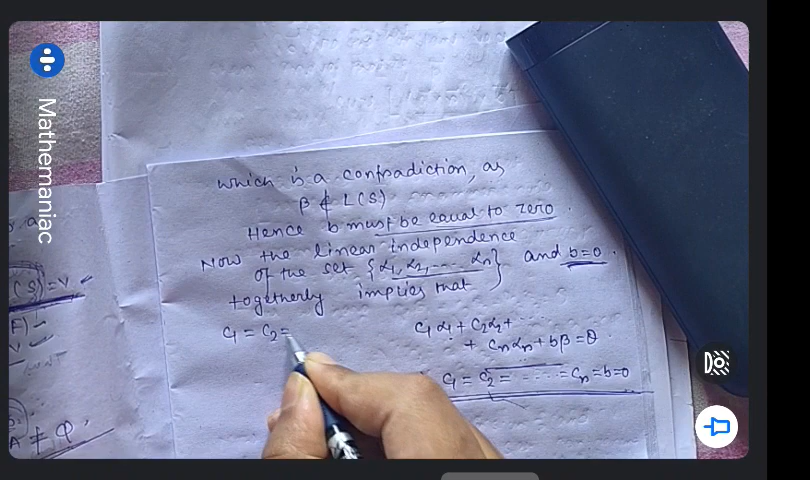 Mathemaniac
which is a contradiction, as
β ∉ L(S)
Hence b must be equal to zero.
Now the linear independence
of the set {α₁, α₂, ... αₙ} and b=0.
togetherly implies that
c₁ = c₂ =
c₁α₁ + c₂α₂ + ...
+ cₙαₙ + bβ = θ
c₁ = c₂ = ..... = cₙ = b = 0
(S) = V
F)
V
≠ φ.